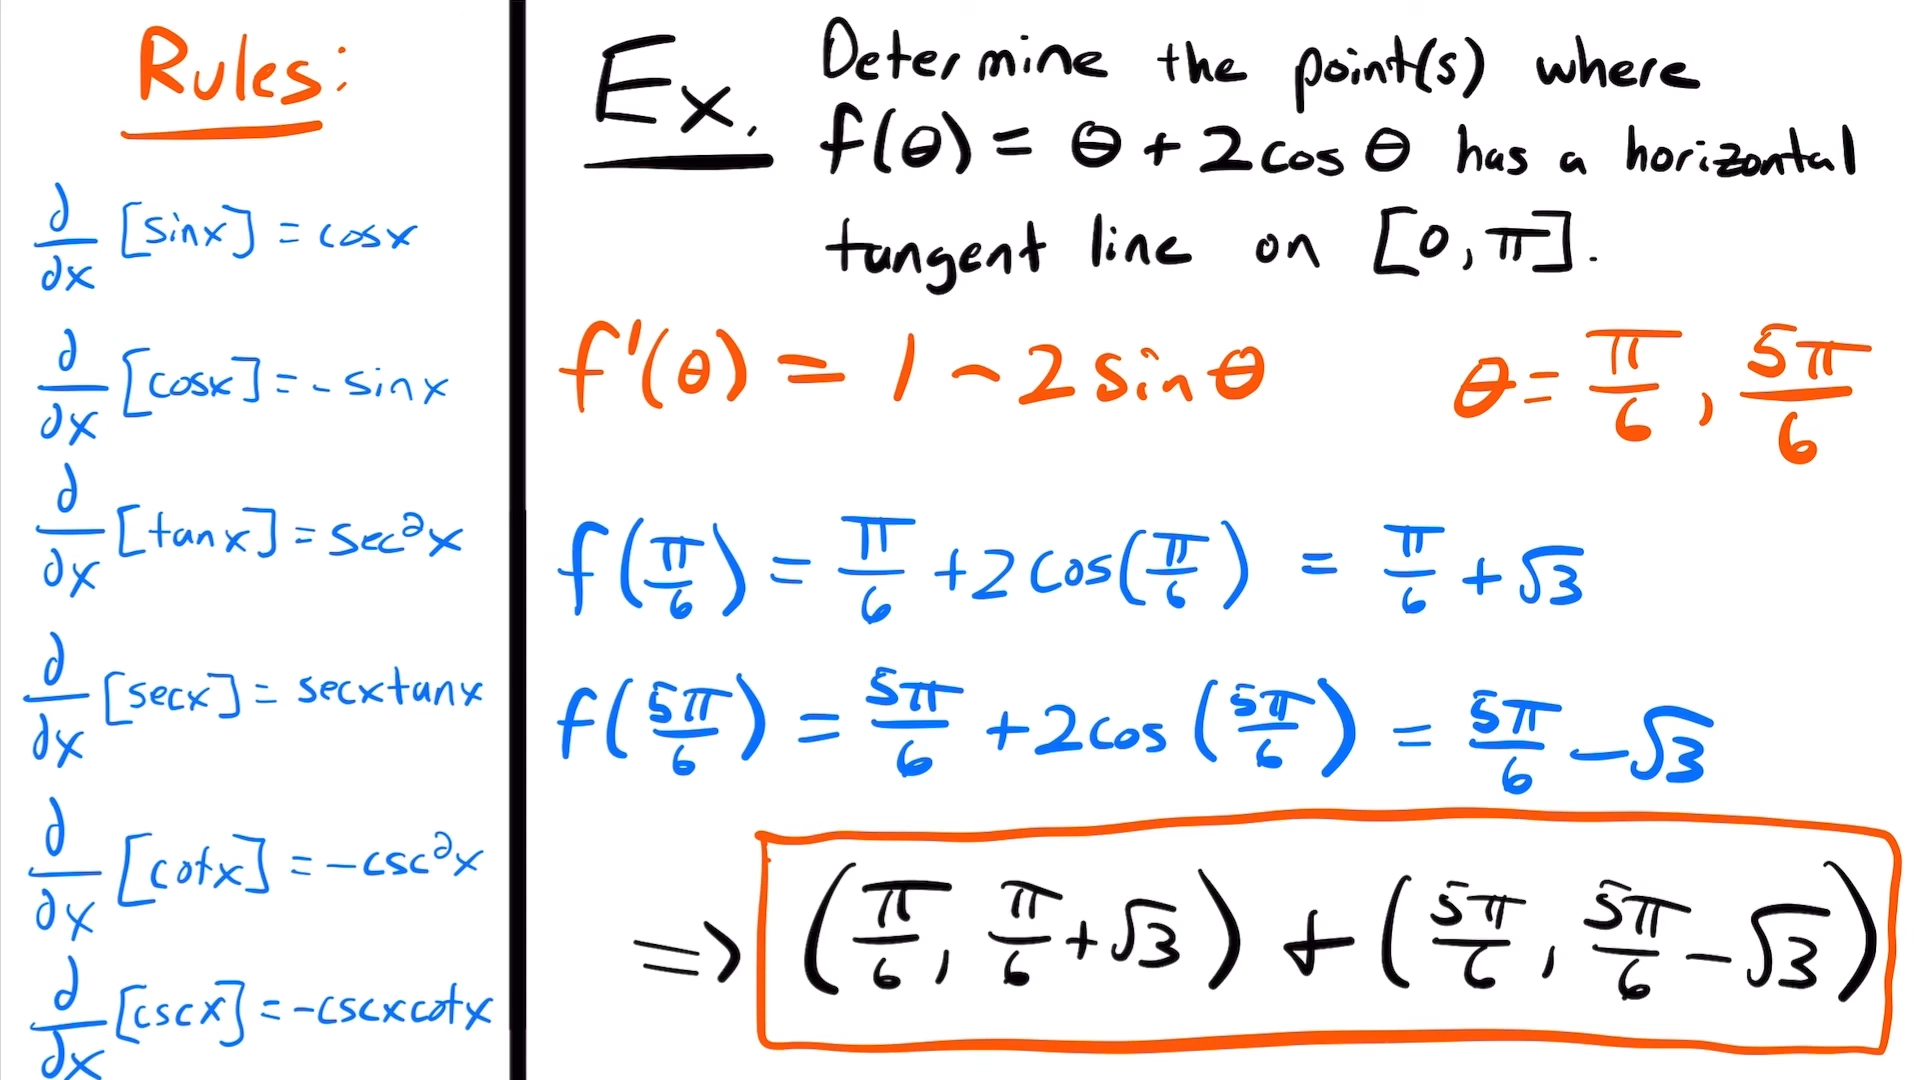 Rules:
d/dx [sinx] = cosx
d/dx [cosx] = -sinx
d/dx [tanx] = sec²x
d/dx [secx] = secxtanx
d/dx [cotx] = -csc²x
d/dx [cscx] = -cscxcotx
Ex. Determine the point(s) where
f(θ) = θ + 2cosθ has a horizontal
tangent line on [0,π].
f'(θ) = 1 - 2sinθ θ = π/6, 5π/6
f(π/6) = π/6 + 2cos(π/6) = π/6 + √3
f(5π/6) = 5π/6 + 2cos(5π/6) = 5π/6 - √3
⇒ (π/6, π/6 + √3) + (5π/6, 5π/6 - √3)